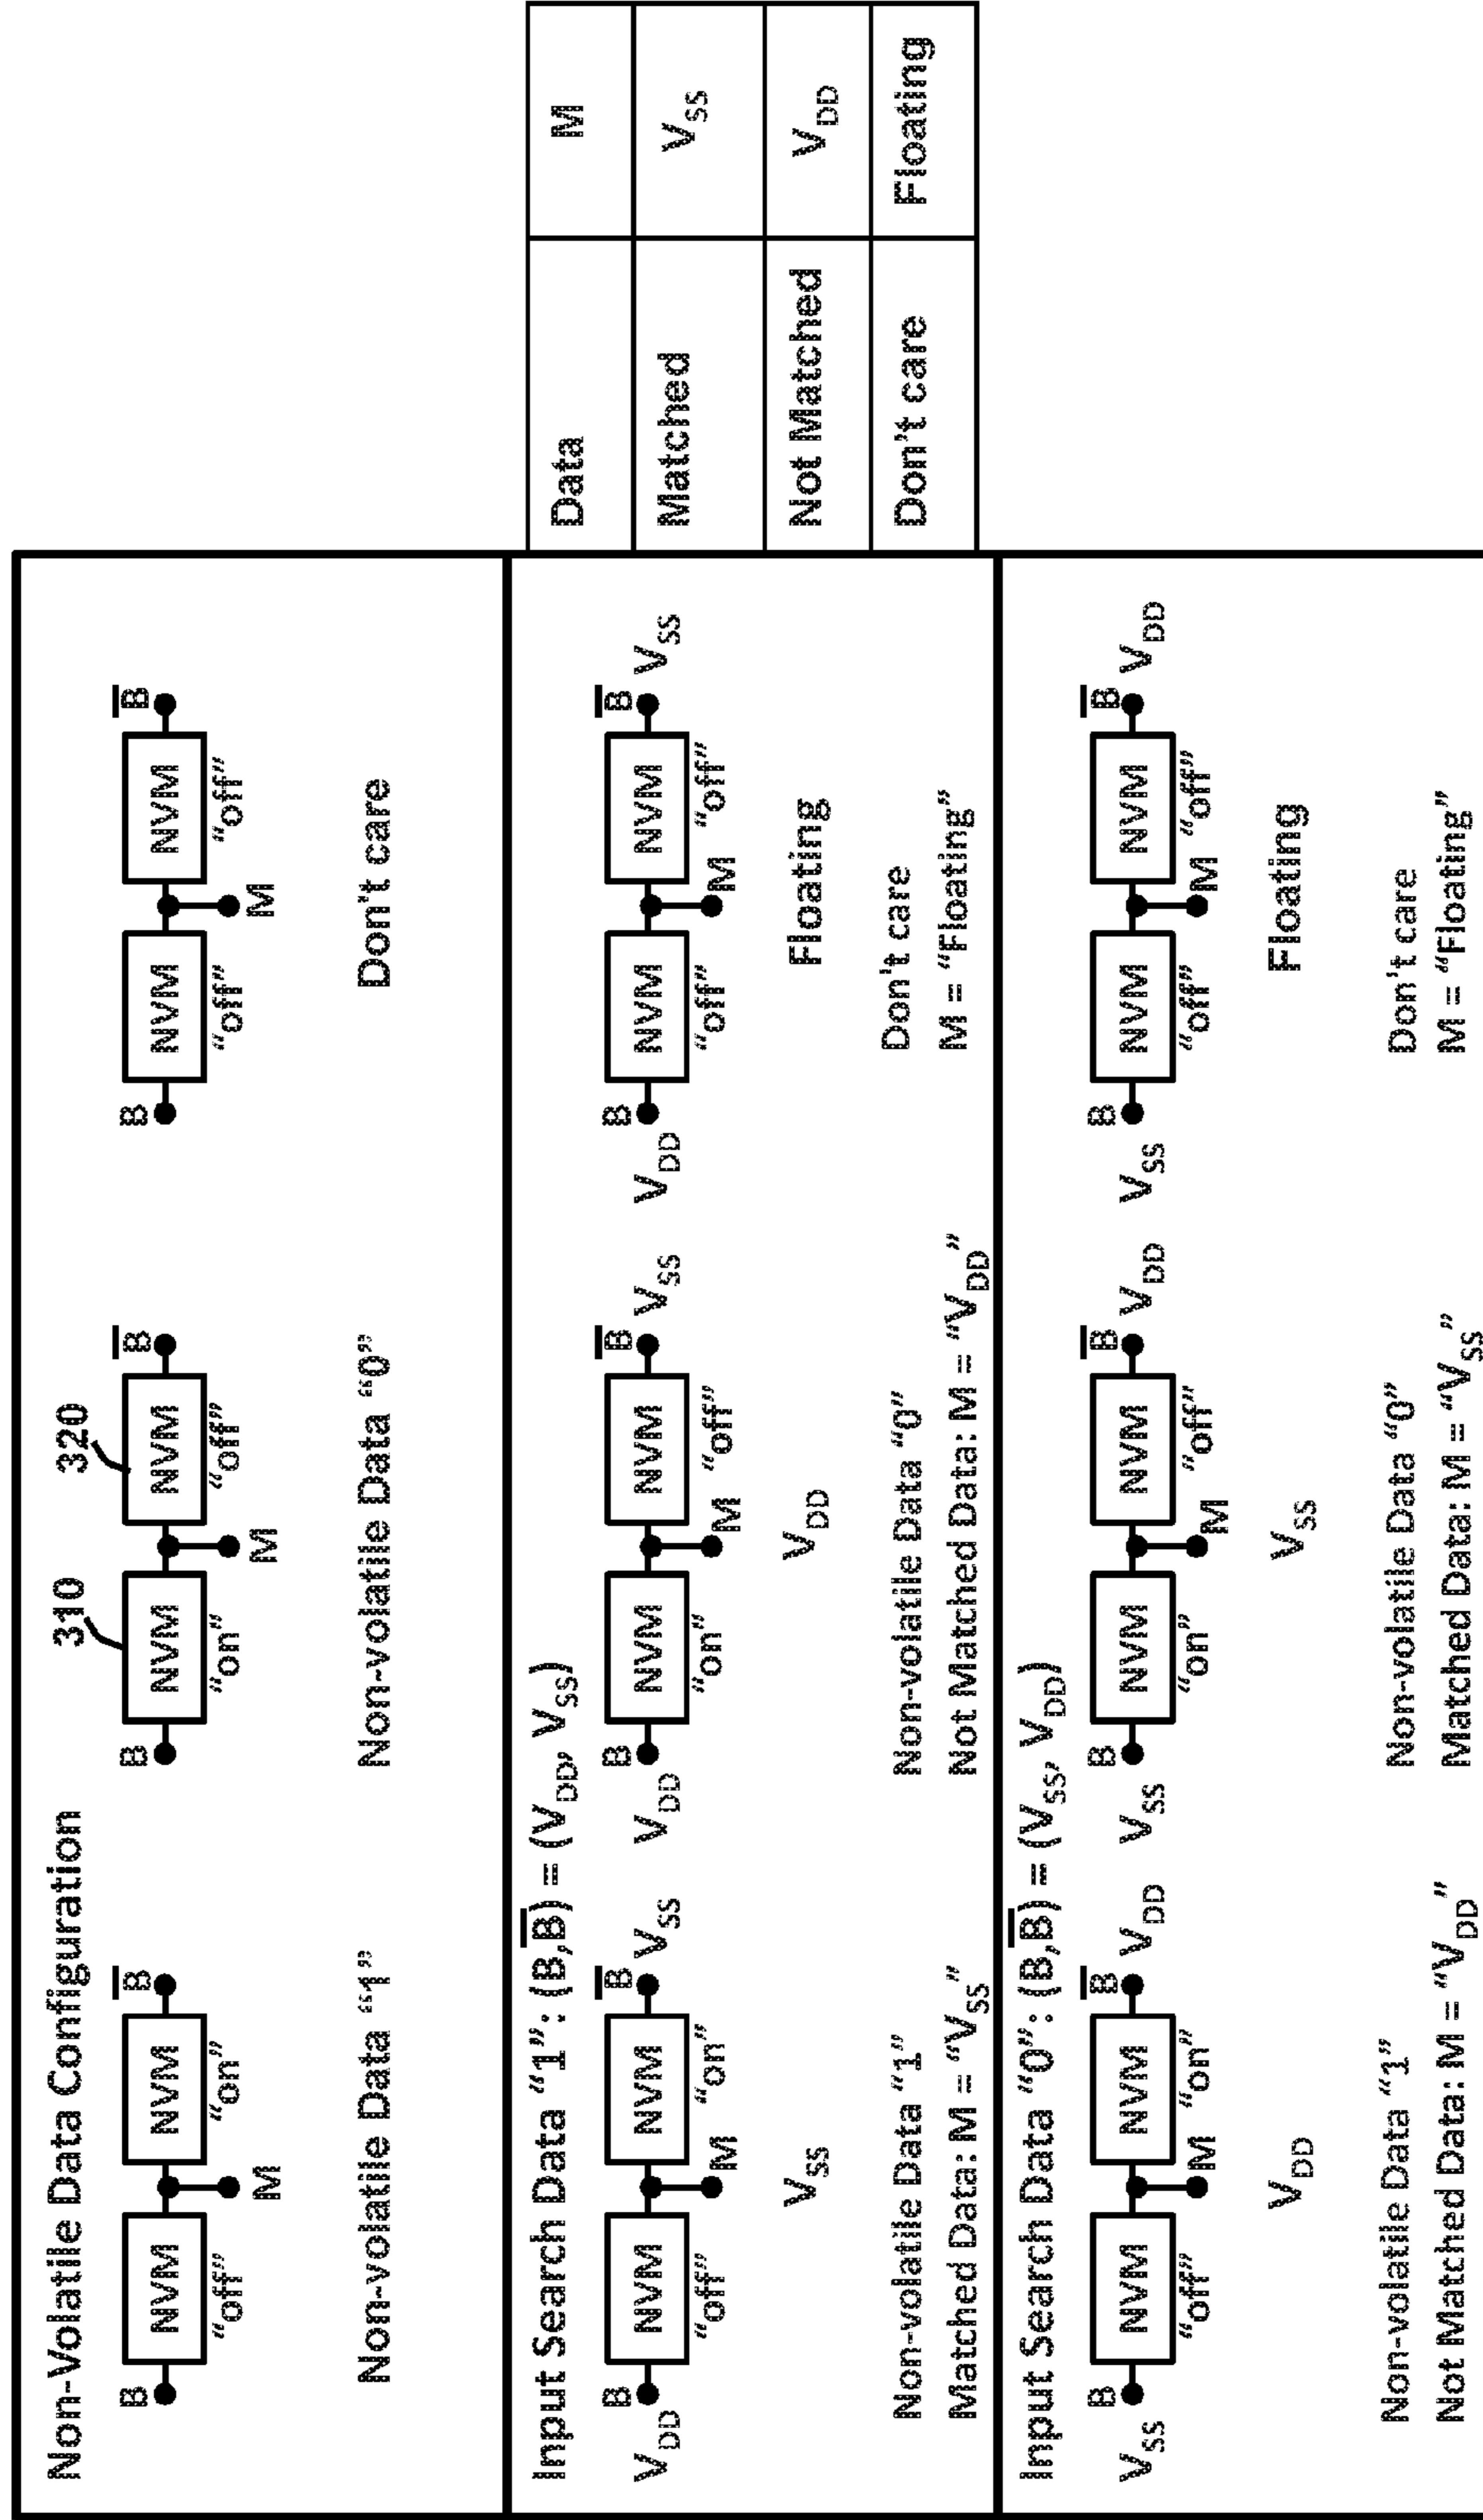 Non-Volatile Data Configuration
310
320
B NVM NVM B
"off" "on"
M
Non-volatile Data "1"
B NVM NVM B
"on" "off"
M
Non-volatile Data "0"
B NVM NVM B
"off" "off"
M
Don't care
Input Search Data "1": (B,B) = (VDD, VSS)
B NVM NVM B
VDD "off" "on" VSS
M
VSS
Non-volatile Data "1"
Matched Data: M = "VSS"
B NVM NVM B
VDD "on" "off" VSS
M
VDD
Non-volatile Data "0"
Not Matched Data: M = "VDD"
B NVM NVM B
VDD "off" "off" VSS
M
Floating
Don't care
M = "Floating"
Input Search Data "0": (B,B) = (VSS, VDD)
B NVM NVM B
VSS "off" "on" VDD
M
VDD
Non-volatile Data "1"
Not Matched Data: M = "VDD"
B NVM NVM B
VSS "on" "off" VDD
M
VSS
Non-volatile Data "0"
Matched Data: M = "VSS"
B NVM NVM B
VSS "off" "off" VDD
M
Floating
Don't care
M = "Floating"
Data M
Matched VSS
Not Matched VDD
Don't care Floating